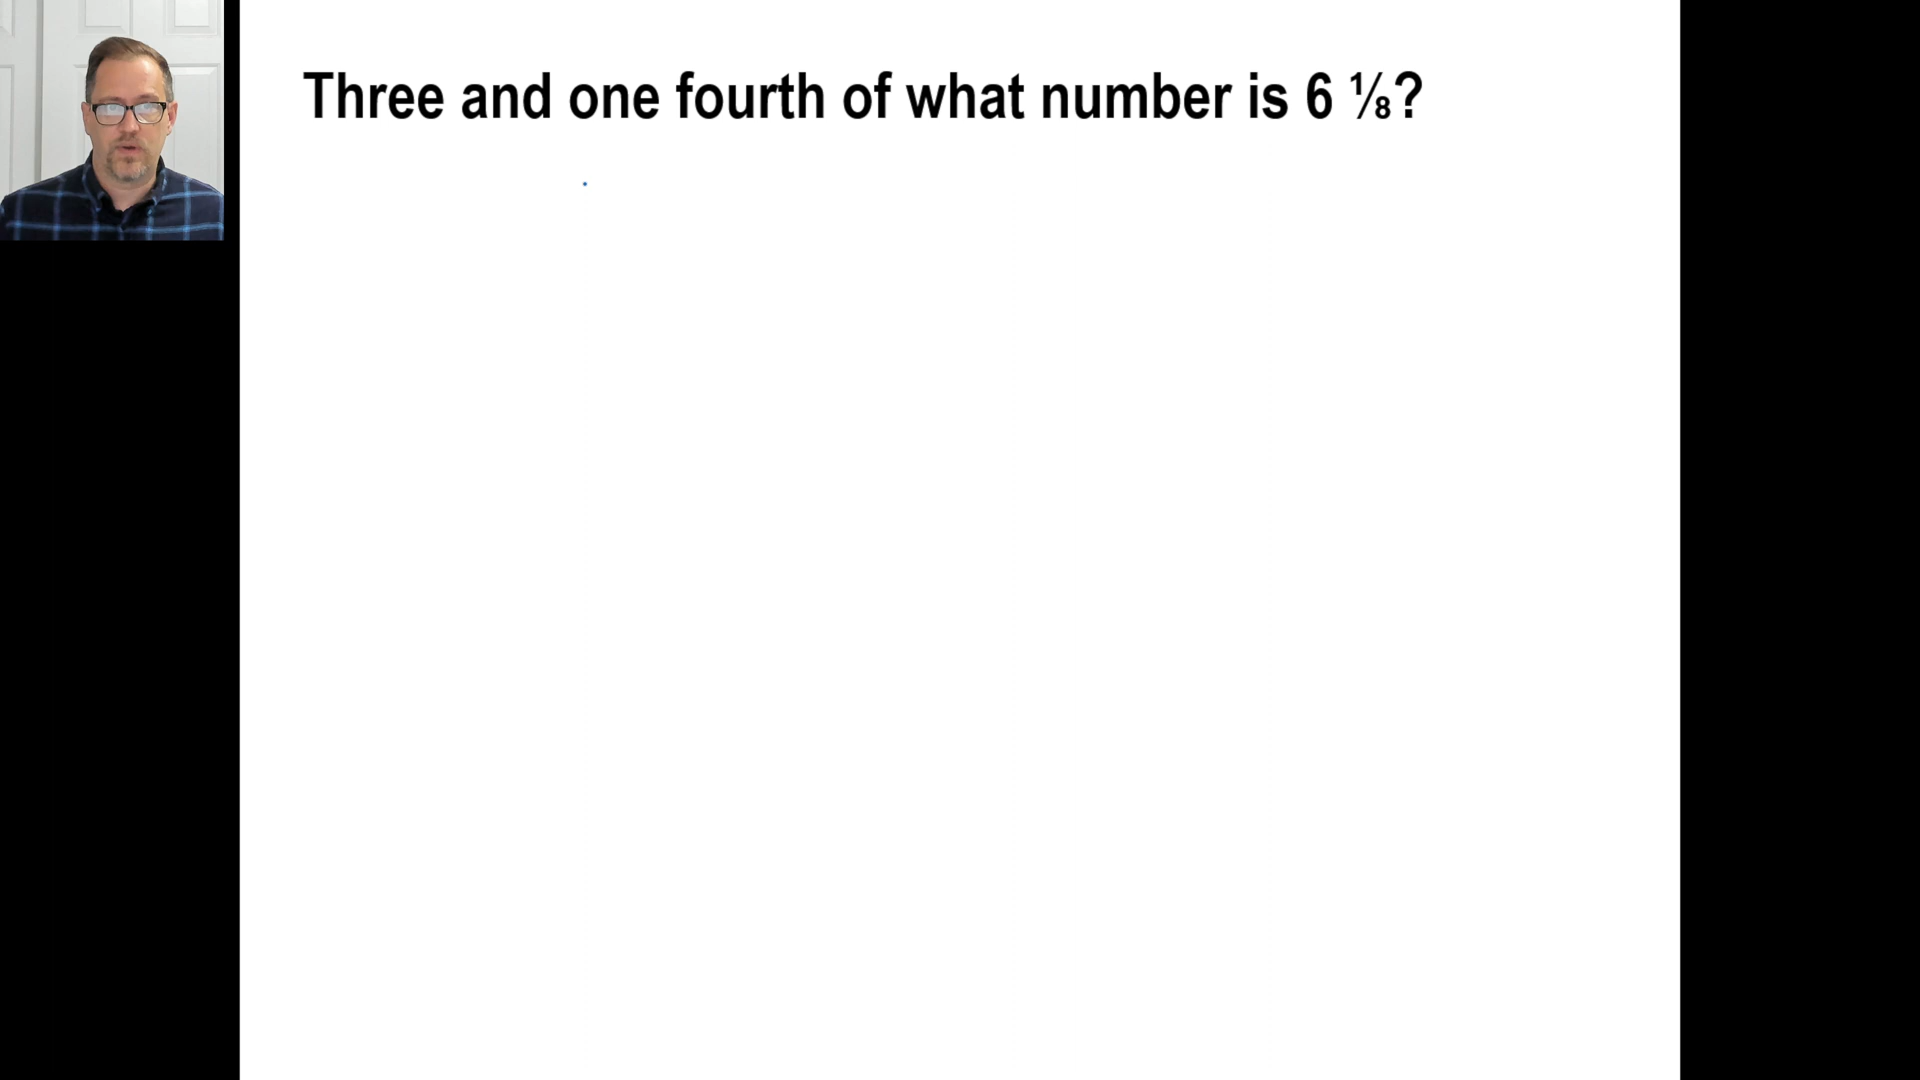 Three and one fourth of what number is 6 ⅛?